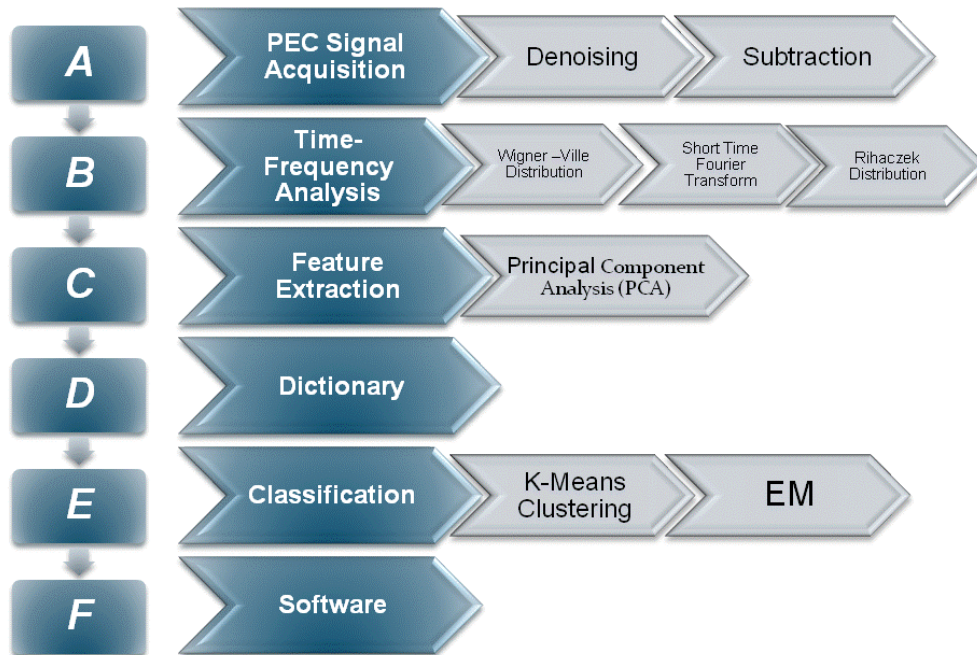 A
PEC Signal
Acquisition
Denoising
Subtraction
B
Time-
Frequency
Analysis
Wigner –Ville
Distribution
Short Time
Fourier
Transform
Rihaczek
Distribution
C
Feature
Extraction
Principal Component
Analysis (PCA)
D
Dictionary
E
Classification
K-Means
Clustering
EM
F
Software